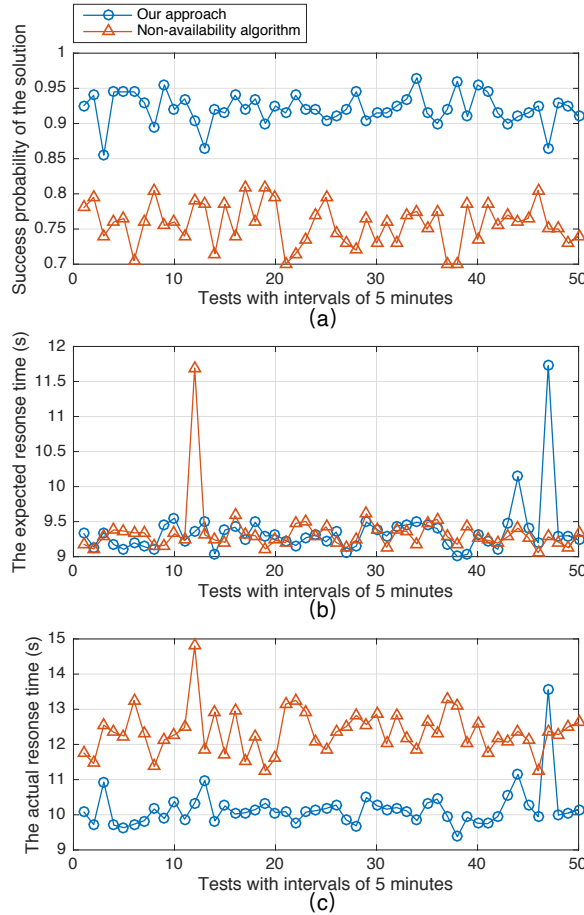 Our approach
Non-availability algorithm
Success probability of the solution
1
0.95
0.9
0.85
0.8
0.75
0.7
0 10 20 30 40 50
Tests with intervals of 5 minutes
(a)
The expected resonse time (s)
12
11.5
11
10.5
10
9.5
9
0 10 20 30 40 50
Tests with intervals of 5 minutes
(b)
The actual resonse time (s)
15
14
13
12
11
10
9
0 10 20 30 40 50
Tests with intervals of 5 minutes
(c)